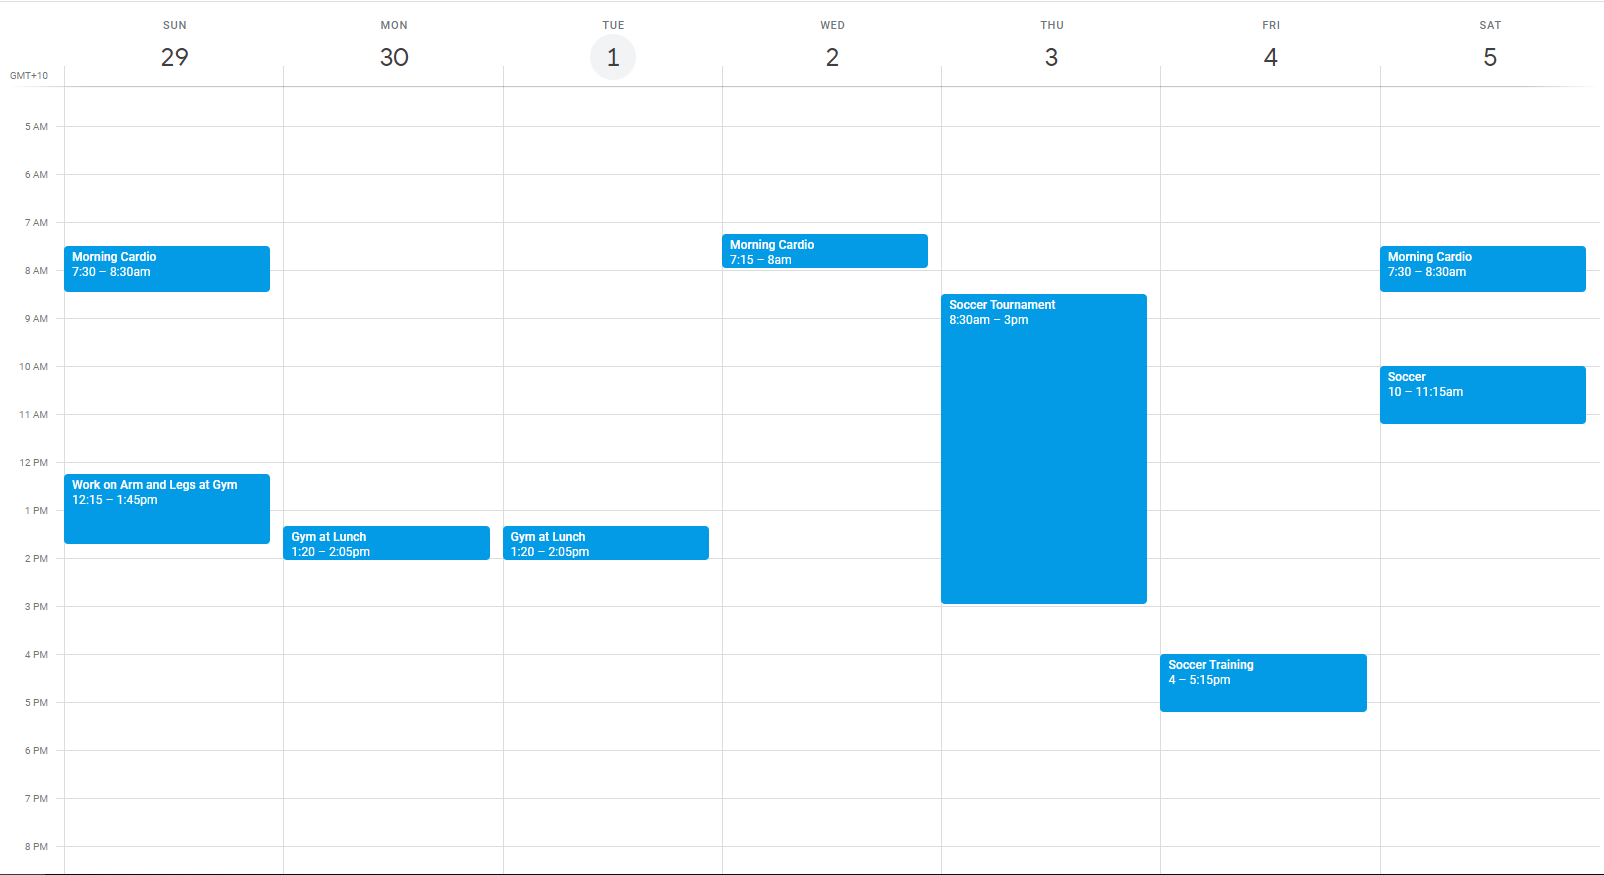 SUN
29
MON
30
TUE
1
WED
2
THU
3
FRI
4
SAT
5
GMT+10
5 AM
6 AM
7 AM
8 AM
9 AM
10 AM
11 AM
12 PM
1 PM
2 PM
3 PM
4 PM
5 PM
6 PM
7 PM
8 PM
Morning Cardio
7:30 – 8:30am
Work on Arm and Legs at Gym
12:15 – 1:45pm
Gym at Lunch
1:20 – 2:05pm
Gym at Lunch
1:20 – 2:05pm
Morning Cardio
7:15 – 8am
Soccer Tournament
8:30am – 3pm
Soccer Training
4 – 5:15pm
Morning Cardio
7:30 – 8:30am
Soccer
10 – 11:15am